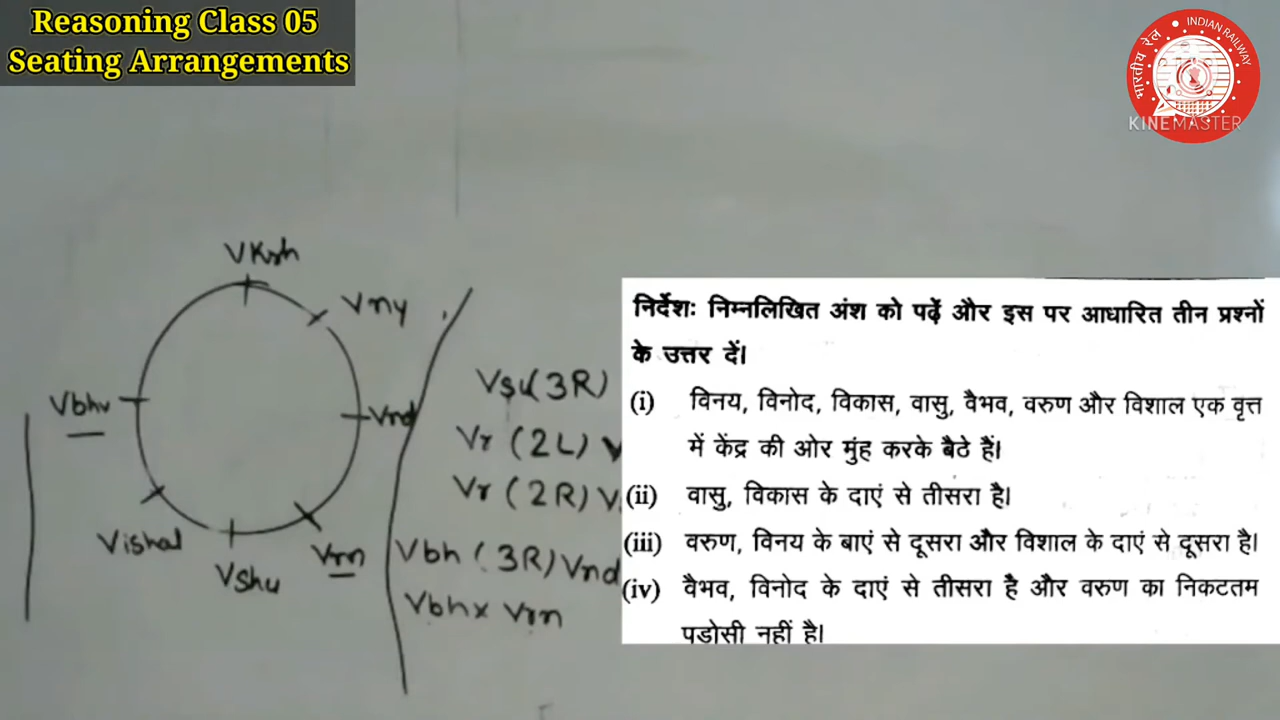 Reasoning Class 05
Seating Arrangements
भारतीय रेल INDIAN RAILWAY
KINEMASTER
VKsh
Vny
Vnd
Vrn
Vshu
Vishal
Vbhv
Vsu(3R)
Vr (2L) V
Vr (2R) V
Vbh (3R) Vnd
Vbh x Vrn
निर्देशः निम्नलिखित अंश को पढ़ें और इस पर आधारित तीन प्रश्नों
के उत्तर दें।
(i) विनय, विनोद, विकास, वासु, वैभव, वरुण और विशाल एक वृत्त
में केंद्र की ओर मुंह करके बैठे हैं।
(ii) वासु, विकास के दाएं से तीसरा है।
(iii) वरुण, विनय के बाएं से दूसरा और विशाल के दाएं से दूसरा है।
(iv) वैभव, विनोद के दाएं से तीसरा है और वरुण का निकटतम
पडोसी नहीं है।